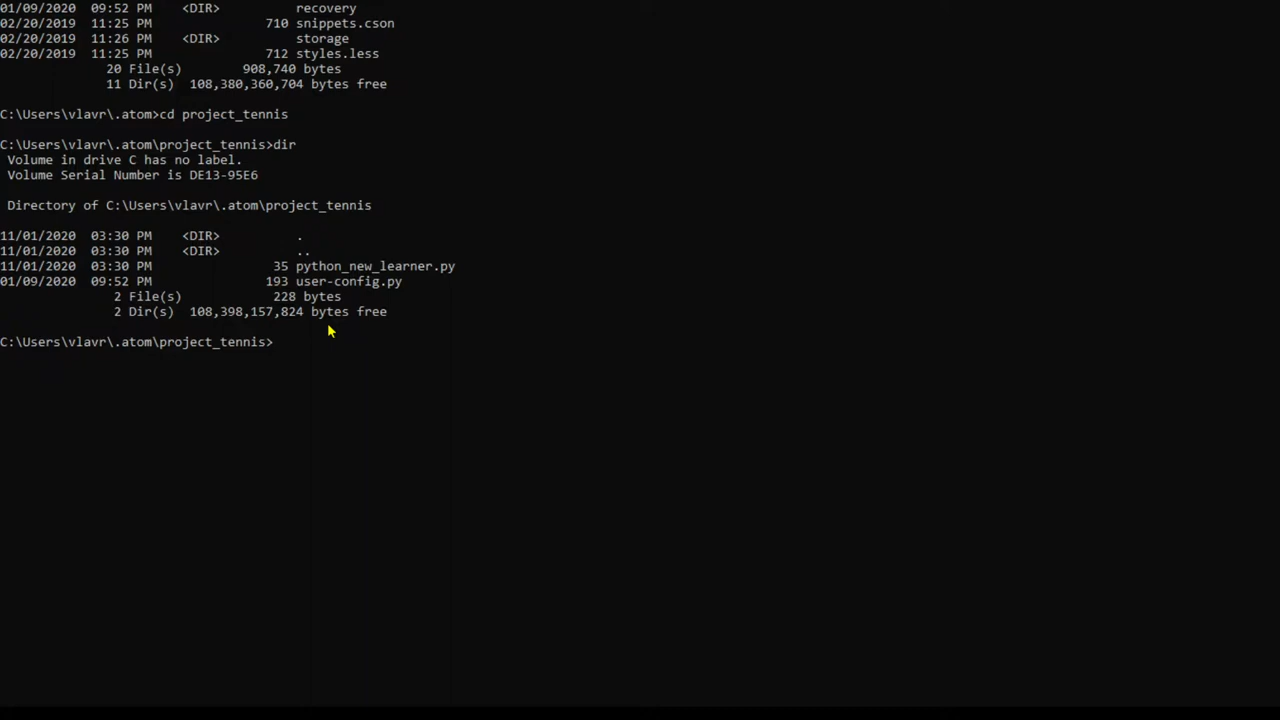 01/09/2020  09:52 PM    <DIR>          recovery
02/20/2019  11:25 PM               710 snippets.cson
02/20/2019  11:26 PM    <DIR>          storage
02/20/2019  11:25 PM               712 styles.less
              20 File(s)        908,740 bytes
              11 Dir(s)  108,380,360,704 bytes free
C:\Users\vlavr\.atom>cd project_tennis
C:\Users\vlavr\.atom\project_tennis>dir
 Volume in drive C has no label.
 Volume Serial Number is DE13-95E6
 Directory of C:\Users\vlavr\.atom\project_tennis
11/01/2020  03:30 PM    <DIR>          .
11/01/2020  03:30 PM    <DIR>          ..
11/01/2020  03:30 PM                35 python_new_learner.py
01/09/2020  09:52 PM               193 user-config.py
               2 File(s)            228 bytes
               2 Dir(s)  108,398,157,824 bytes free
C:\Users\vlavr\.atom\project_tennis>